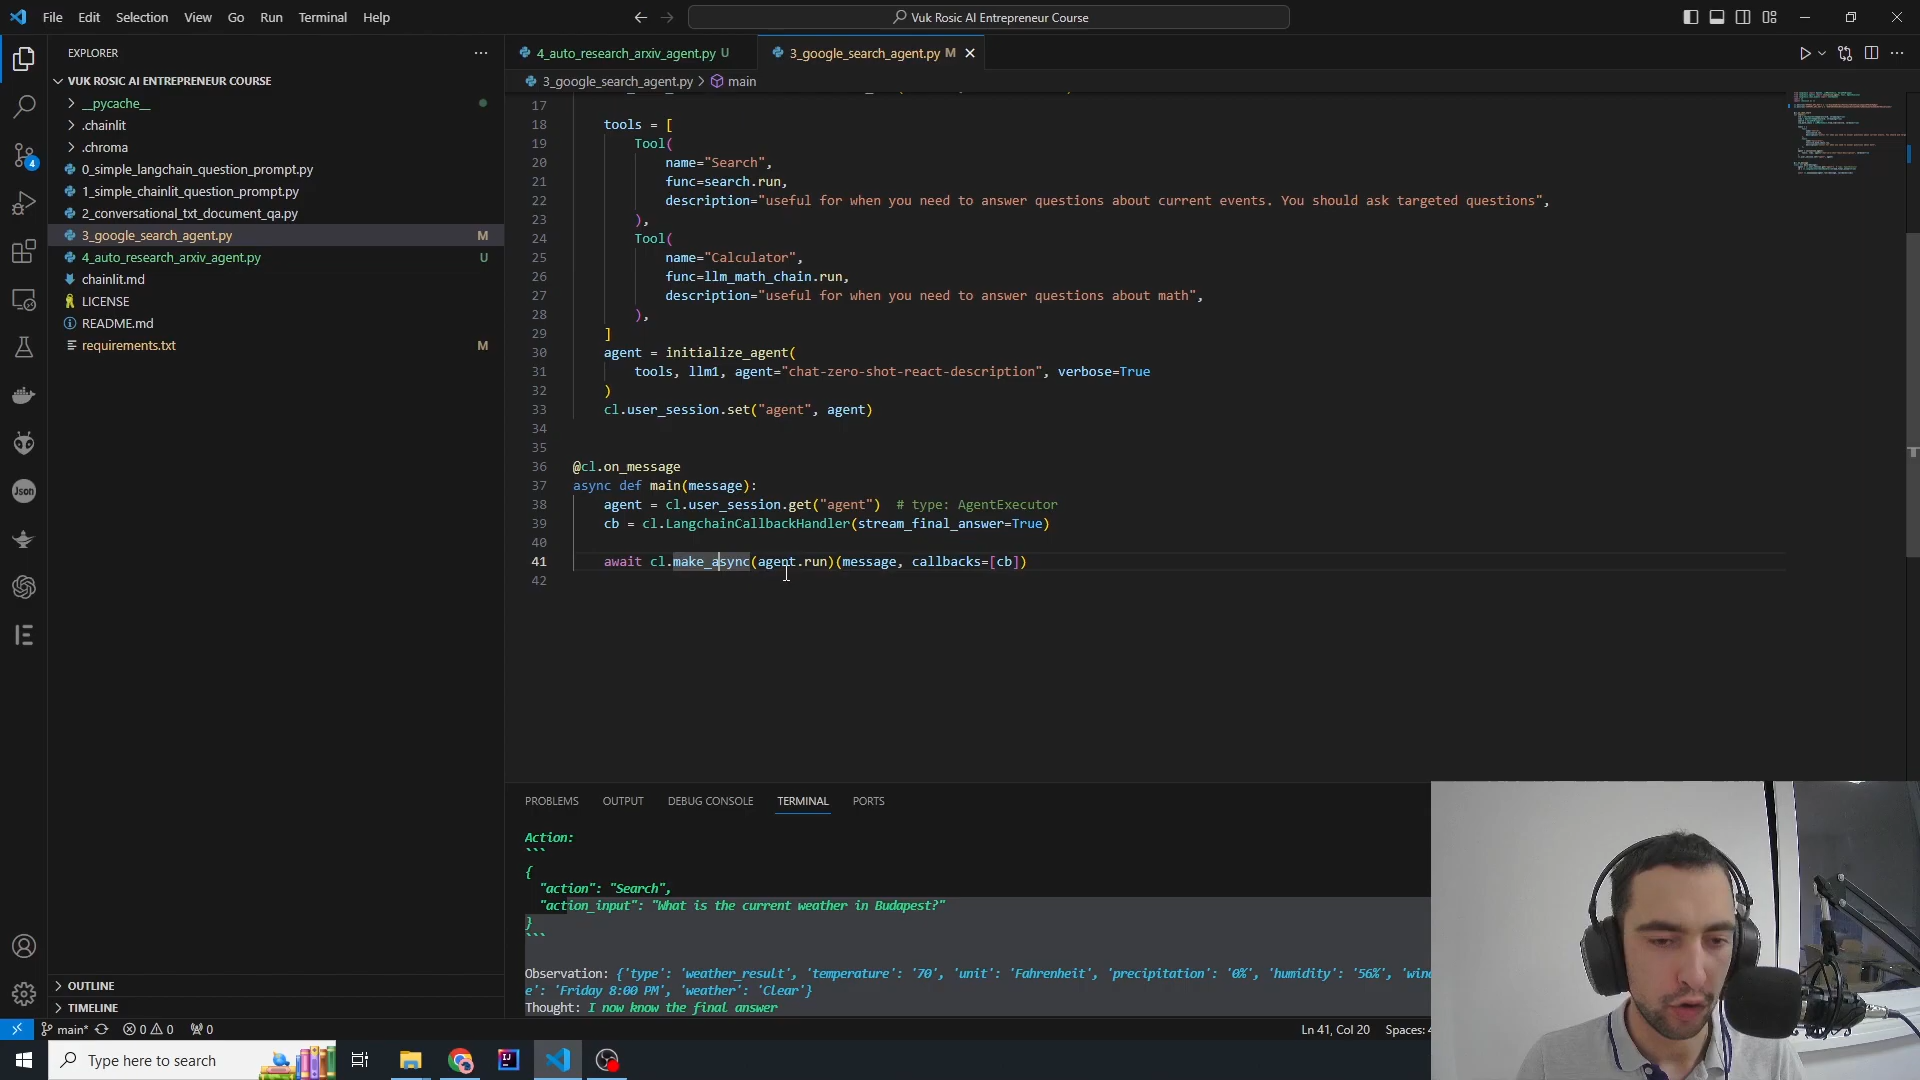 File Edit Selection View Go Run Terminal Help
Vuk Rosic AI Entrepreneur Course
EXPLORER
VUK ROSIC AI ENTREPRENEUR COURSE
__pycache__
.chainlit
.chroma
0_simple_langchain_question_prompt.py
1_simple_chainlit_question_prompt.py
2_conversational_txt_document_qa.py
3_google_search_agent.py M
4_auto_research_arxiv_agent.py U
chainlit.md
LICENSE
README.md
requirements.txt M
OUTLINE
TIMELINE
4
Json
4_auto_research_arxiv_agent.py U
3_google_search_agent.py M
3_google_search_agent.py > main
17
18 tools = [
19 Tool(
20 name="Search",
21 func=search.run,
22 description="useful for when you need to answer questions about current events. You should ask targeted questions",
23 ),
24 Tool(
25 name="Calculator",
26 func=llm_math_chain.run,
27 description="useful for when you need to answer questions about math",
28 ),
29 ]
30 agent = initialize_agent(
31 tools, llm1, agent="chat-zero-shot-react-description", verbose=True
32 )
33 cl.user_session.set("agent", agent)
34
35
36 @cl.on_message
37 async def main(message):
38 agent = cl.user_session.get("agent") # type: AgentExecutor
39 cb = cl.LangchainCallbackHandler(stream_final_answer=True)
40
41 await cl.make_async(agent.run)(message, callbacks=[cb])
42
PROBLEMS OUTPUT DEBUG CONSOLE TERMINAL PORTS
Action:
```
{
"action": "Search",
"action_input": "What is the current weather in Budapest?"
}
```
Observation: {'type': 'weather_result', 'temperature': '70', 'unit': 'Fahrenheit', 'precipitation': '0%', 'humidity': '56%', 'win
e': 'Friday 8:00 PM', 'weather': 'Clear'}
Thought: I now know the final answer
main* 0 0 0
Ln 41, Col 20 Spaces:
Type here to search